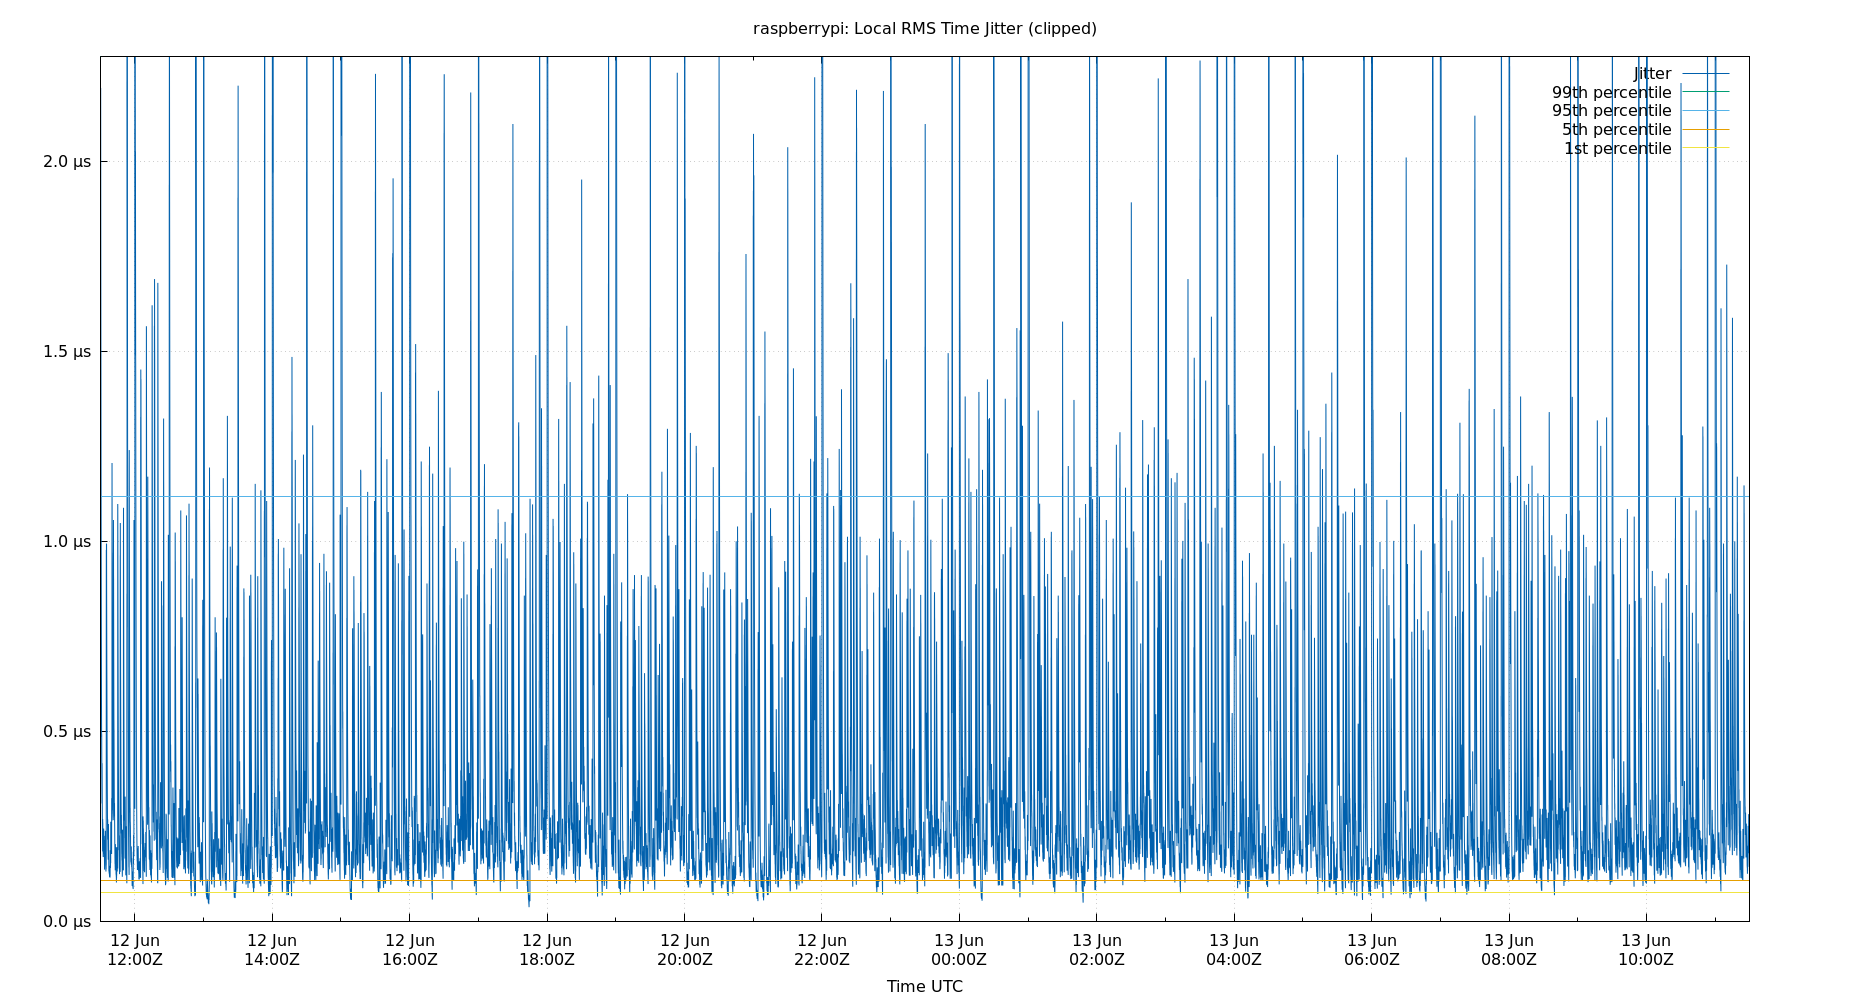 raspberrypi: Local RMS Time Jitter (clipped)
Jitter
99th percentile
95th percentile
5th percentile
1st percentile
2.0 µs
1.5 µs
1.0 µs
0.5 µs
0.0 µs
12 Jun 12 Jun 12 Jun 12 Jun 12 Jun 12 Jun 13 Jun 13 Jun 13 Jun 13 Jun 13 Jun 13 Jun
12:00Z 14:00Z 16:00Z 18:00Z 20:00Z 22:00Z 00:00Z 02:00Z 04:00Z 06:00Z 08:00Z 10:00Z
Time UTC